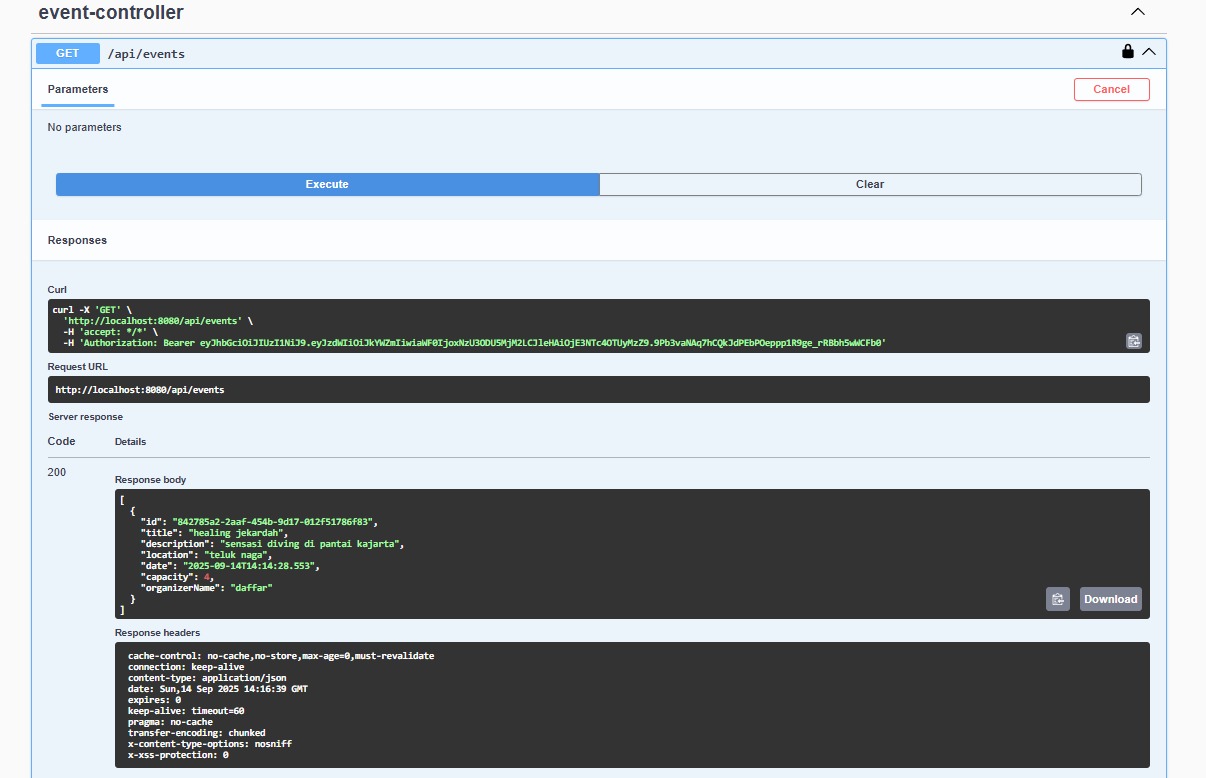 event-controller
GET /api/events
Parameters
Cancel
No parameters
Execute
Clear
Responses
Curl
curl -X 'GET' \
  'http://localhost:8080/api/events' \
  -H 'accept: */*' \
  -H 'Authorization: Bearer eyJhbGciOiJIUzI1NiJ9.eyJzdWIiOiJkYWZmIiwiaWF0IjoxNzU3ODU5MjM2LCJleHAiOjE3NTc4OTUyMzZ9.9Pb3vaNAq7hCQkJdPEbPOeppp1R9ge_rRBbh5wWCFb0'
Request URL
http://localhost:8080/api/events
Server response
Code Details
200
Response body
[
  {
    "id": "842785a2-2aaf-454b-9d17-012f51786f83",
    "title": "healing jekardah",
    "description": "sensasi diving di pantai kajarta",
    "location": "teluk naga",
    "date": "2025-09-14T14:14:28.553",
    "capacity": 4,
    "organizerName": "daffar"
  }
]
Download
Response headers
cache-control: no-cache,no-store,max-age=0,must-revalidate
connection: keep-alive
content-type: application/json
date: Sun,14 Sep 2025 14:16:39 GMT
expires: 0
keep-alive: timeout=60
pragma: no-cache
transfer-encoding: chunked
x-content-type-options: nosniff
x-xss-protection: 0